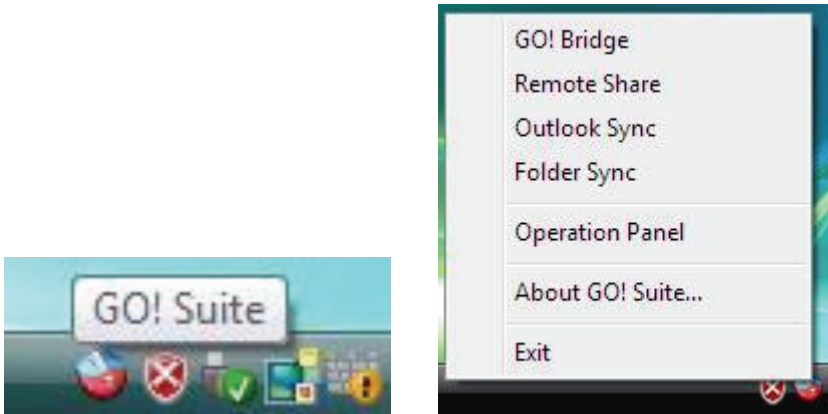 GO! Suite
GO! Bridge
Remote Share
Outlook Sync
Folder Sync
Operation Panel
About GO! Suite...
Exit